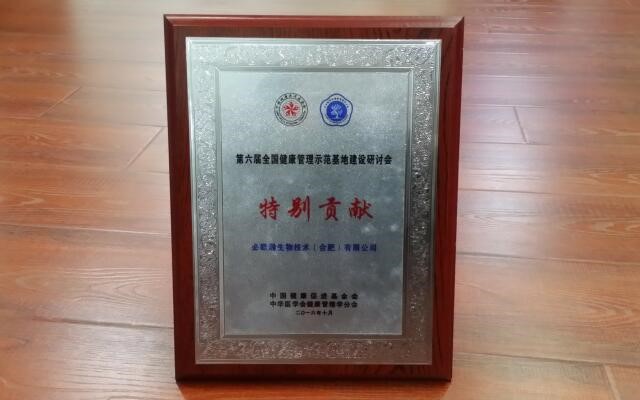 第六届全国健康管理示范基地建设研讨会
特别贡献
必欧瀚生物技术（合肥）有限公司
中国健康促进基金会
中华医学会健康管理学分会
二〇一六年十月